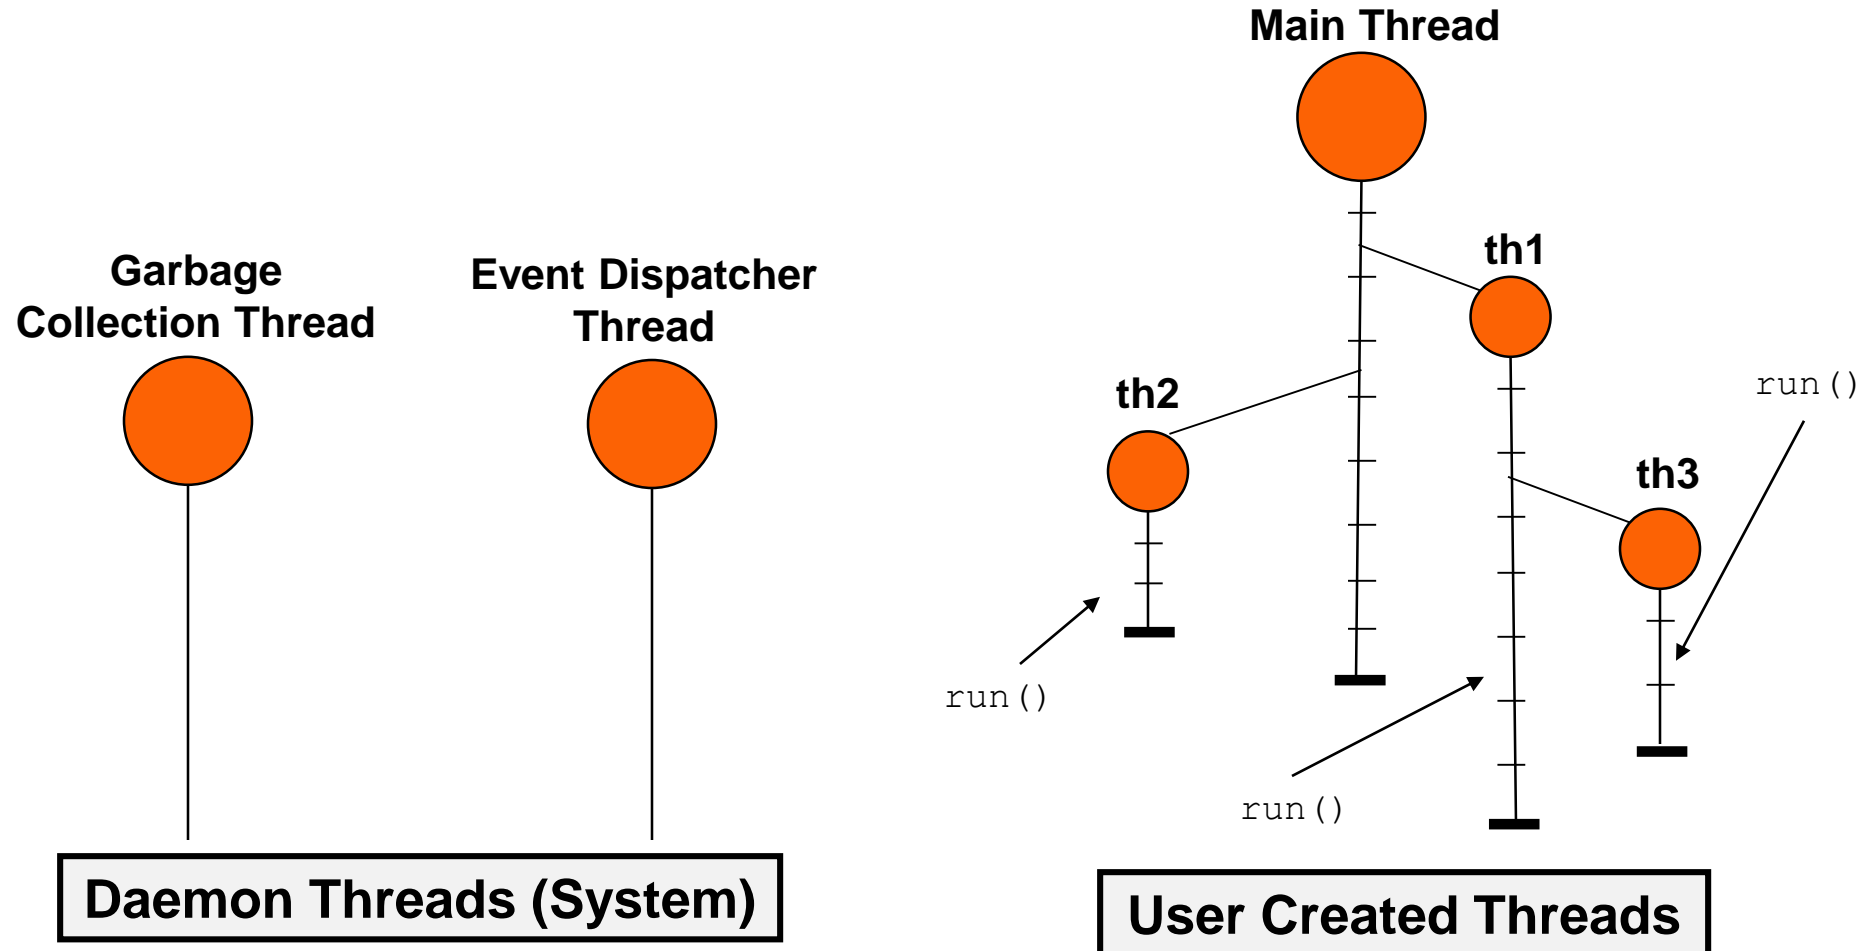 Main Thread
Garbage
Collection Thread
Event Dispatcher
Thread
th1
th2
th3
run()
run()
run()
Daemon Threads (System)
User Created Threads